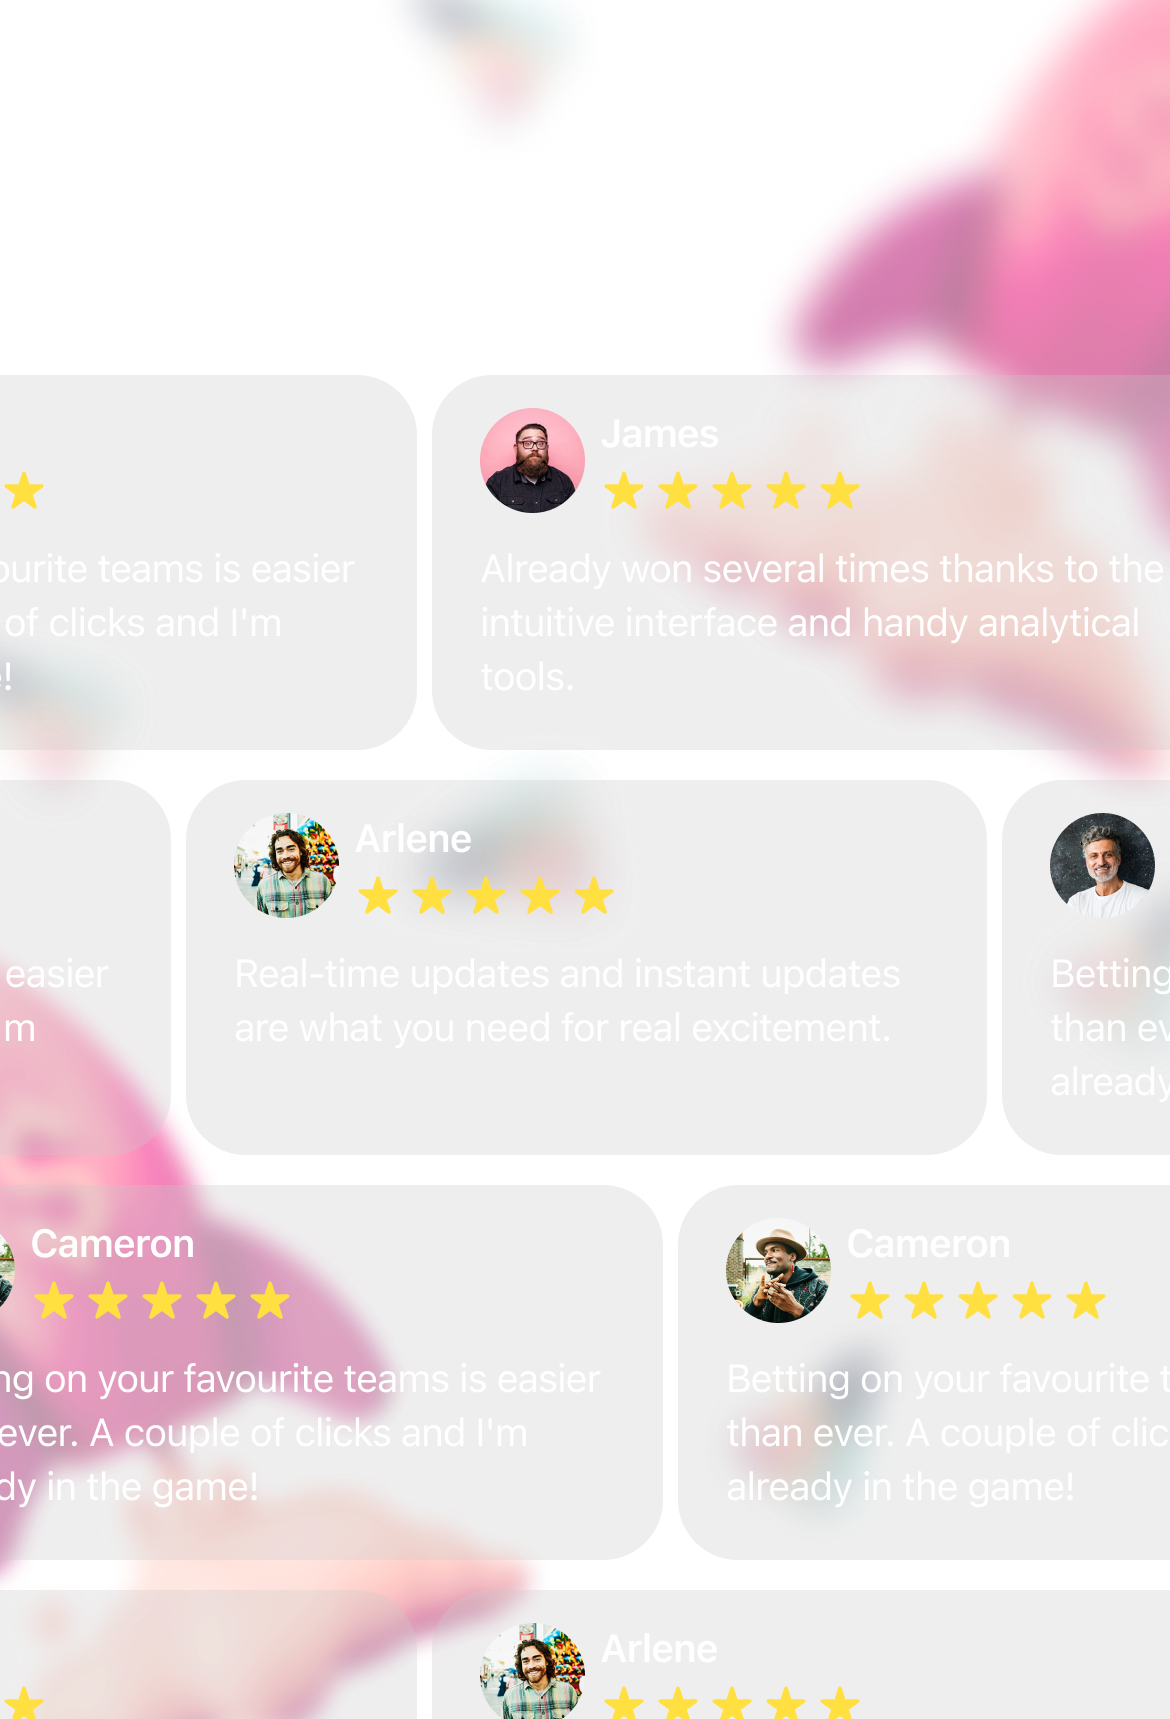 James
ourite teams is easier
of clicks and I'm
!
Already won several times thanks to the
intuitive interface and handy analytical
tools.
Arlene
easier
m
Real-time updates and instant updates
are what you need for real excitement.
Betting
than ev
already
Cameron
ng on your favourite teams is easier
ever. A couple of clicks and I'm
dy in the game!
Cameron
Betting on your favourite t
than ever. A couple of clic
already in the game!
Arlene